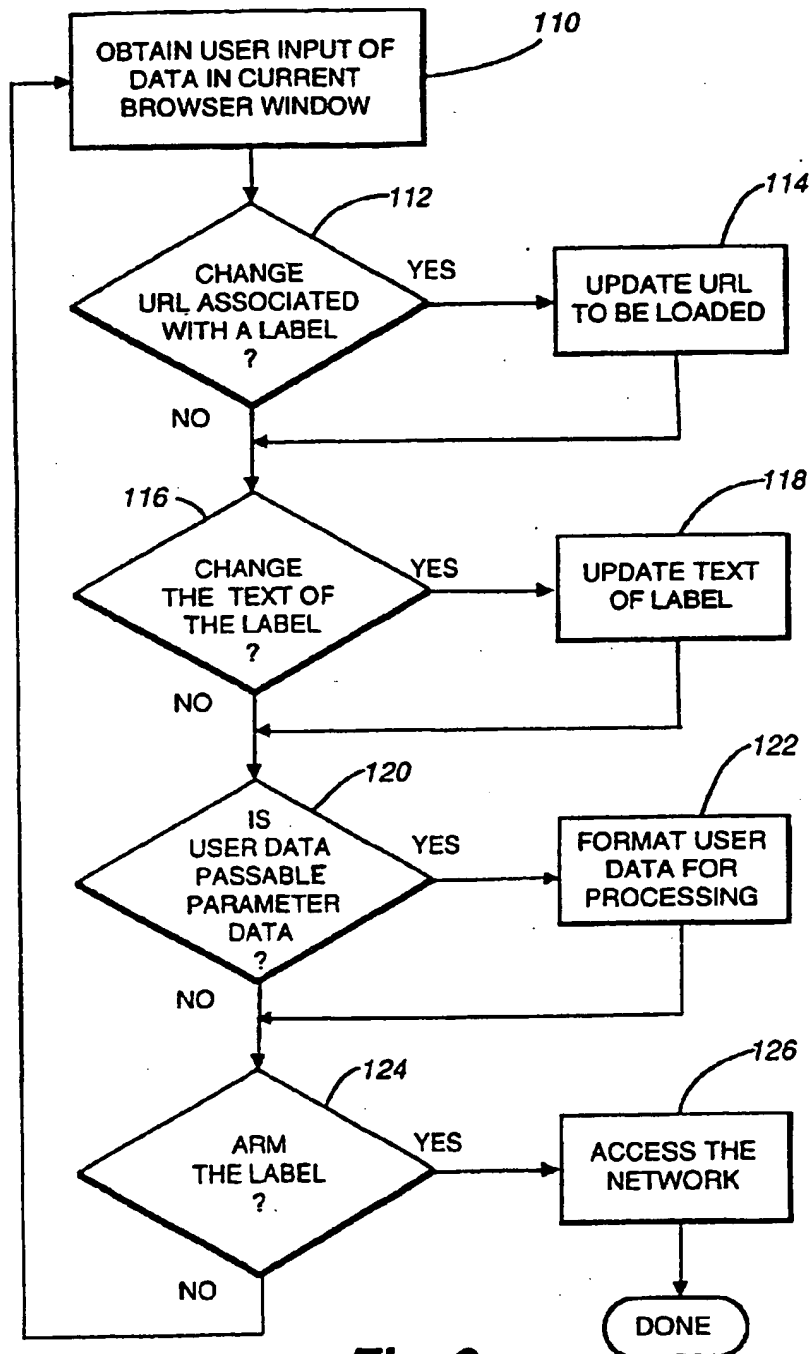 OBTAIN USER INPUT OF
DATA IN CURRENT
BROWSER WINDOW
110
112
CHANGE
URL ASSOCIATED
WITH A LABEL
?
YES
NO
114
UPDATE URL
TO BE LOADED
116
CHANGE
THE TEXT OF
THE LABEL
?
YES
NO
118
UPDATE TEXT
OF LABEL
120
IS
USER DATA
PASSABLE
PARAMETER
DATA
?
YES
NO
122
FORMAT USER
DATA FOR
PROCESSING
124
ARM
THE LABEL
?
YES
NO
126
ACCESS THE
NETWORK
DONE